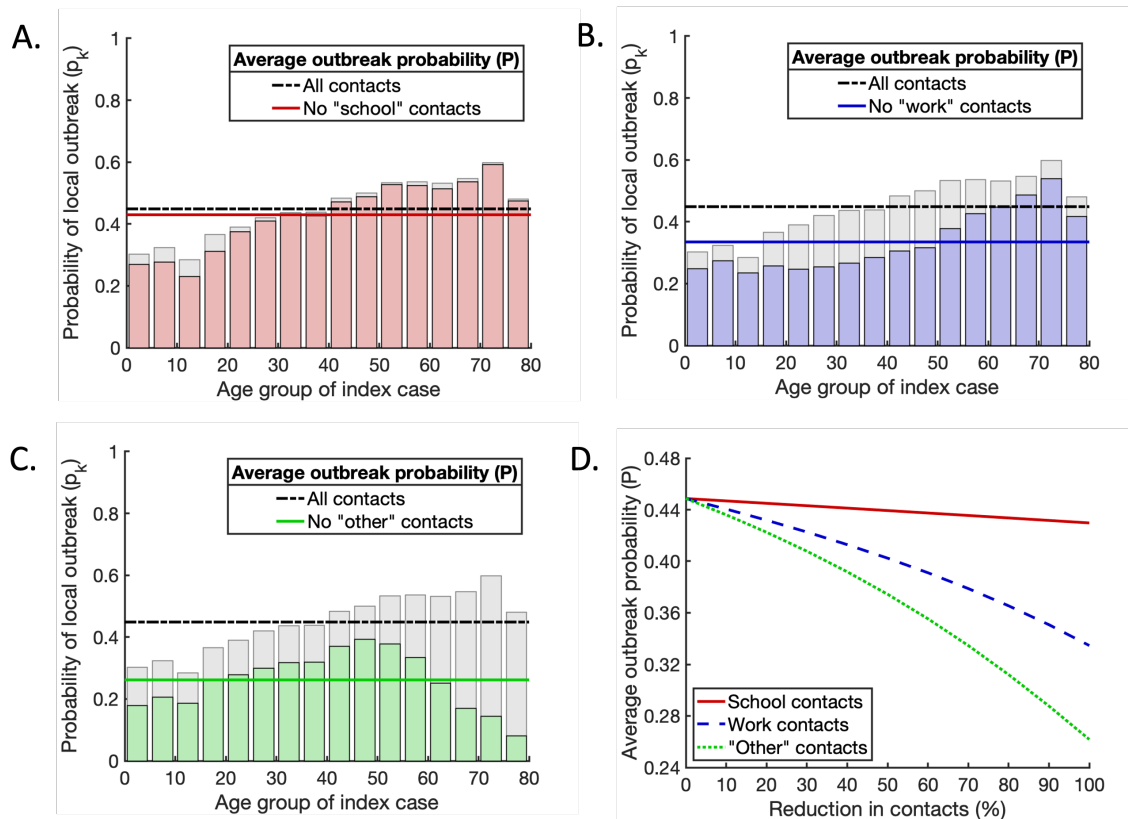 A.
Probability of local outbreak (pk)
1
0.8
0.6
0.4
0.2
0
Average outbreak probability (P)
All contacts
No "school" contacts
0 10 20 30 40 50 60 70 80
Age group of index case
B.
Probability of local outbreak (pk)
1
0.8
0.6
0.4
0.2
0
Average outbreak probability (P)
All contacts
No "work" contacts
0 10 20 30 40 50 60 70 80
Age group of index case
C.
Probability of local outbreak (pk)
1
0.8
0.6
0.4
0.2
0
Average outbreak probability (P)
All contacts
No "other" contacts
0 10 20 30 40 50 60 70 80
Age group of index case
D.
Average outbreak probability (P)
0.48
0.44
0.40
0.36
0.32
0.28
0.24
School contacts
Work contacts
"Other" contacts
0 10 20 30 40 50 60 70 80 90 100
Reduction in contacts (%)